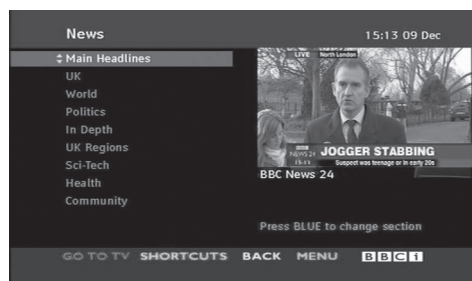 News
15:13 09 Dec
Main Headlines
UK
World
Politics
In Depth
UK Regions
Sci-Tech
Health
Community
LIVE North London
BBC
NEWS 24
15:13
JOGGER STABBING
Suspect was teenage or in early 20s
BBC News 24
Press BLUE to change section
GO TO TV SHORTCUTS BACK MENU BBCi